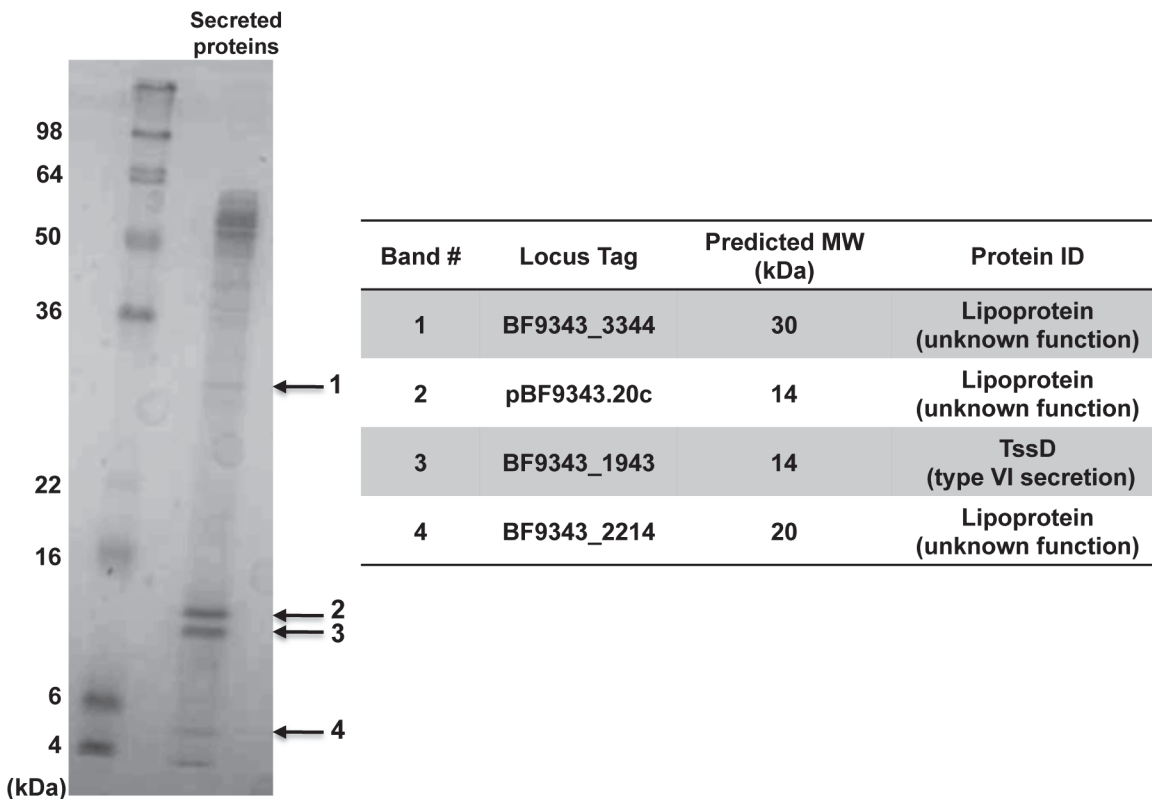 Secreted
proteins
98
64
50
36
22
16
6
4
(kDa)
1
2
3
4
Band # Locus Tag Predicted MW (kDa) Protein ID
1 BF9343_3344 30 Lipoprotein (unknown function)
2 pBF9343.20c 14 Lipoprotein (unknown function)
3 BF9343_1943 14 TssD (type VI secretion)
4 BF9343_2214 20 Lipoprotein (unknown function)